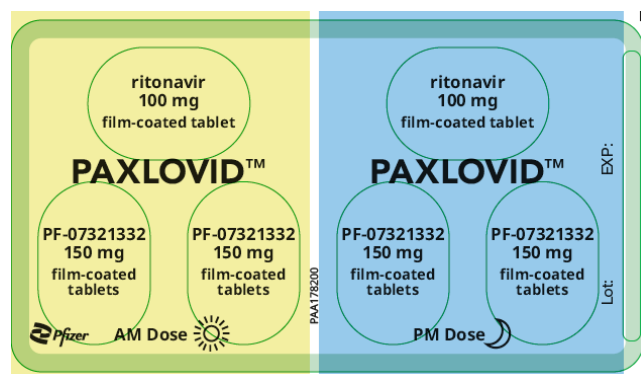 ritonavir
100 mg
film-coated tablet
PAXLOVID™
PF-07321332
150 mg
film-coated
tablets
PF-07321332
150 mg
film-coated
tablets
Pfizer
AM Dose
PAA178200
ritonavir
100 mg
film-coated tablet
PAXLOVID™
PF-07321332
150 mg
film-coated
tablets
PF-07321332
150 mg
film-coated
tablets
PM Dose
EXP:
Lot: